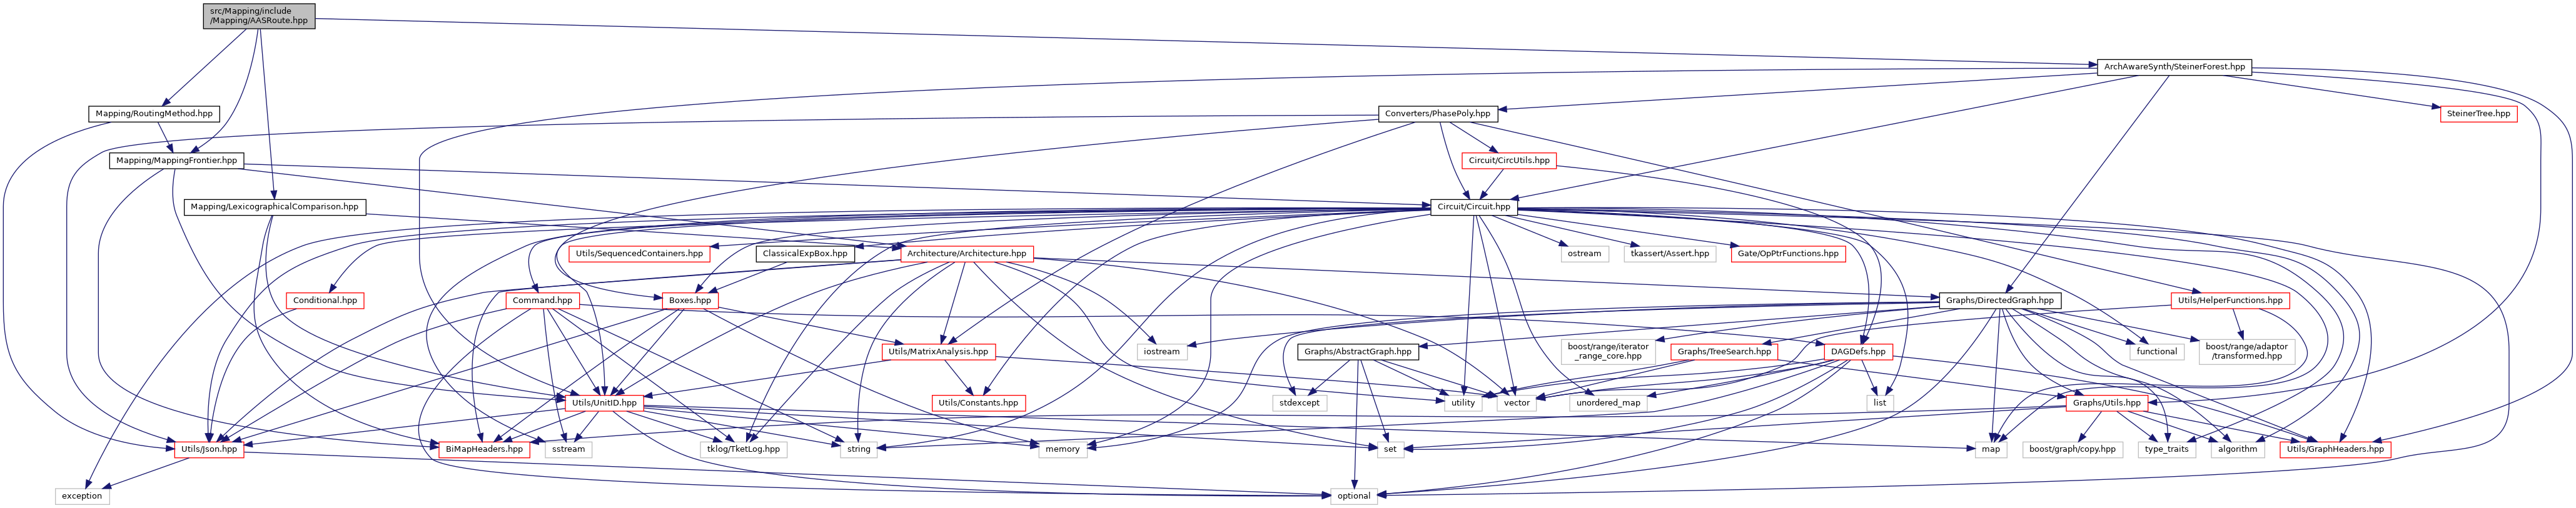 src/Mapping/include
/Mapping/AASRoute.hpp
ArchAwareSynth/SteinerForest.hpp
Mapping/RoutingMethod.hpp
Converters/PhasePoly.hpp
SteinerTree.hpp
Mapping/MappingFrontier.hpp
Circuit/CircUtils.hpp
Mapping/LexicographicalComparison.hpp
Circuit/Circuit.hpp
Utils/SequencedContainers.hpp
ClassicalExpBox.hpp
Architecture/Architecture.hpp
ostream
tkassert/Assert.hpp
Gate/OpPtrFunctions.hpp
Conditional.hpp
Command.hpp
Boxes.hpp
Graphs/DirectedGraph.hpp
Utils/HelperFunctions.hpp
Utils/MatrixAnalysis.hpp
iostream
Graphs/AbstractGraph.hpp
boost/range/iterator
_range_core.hpp
Graphs/TreeSearch.hpp
DAGDefs.hpp
functional
boost/range/adaptor
/transformed.hpp
Utils/UnitID.hpp
Utils/Constants.hpp
stdexcept
utility
vector
unordered_map
list
Graphs/Utils.hpp
Utils/Json.hpp
BiMapHeaders.hpp
sstream
tklog/TketLog.hpp
string
memory
set
map
boost/graph/copy.hpp
type_traits
algorithm
Utils/GraphHeaders.hpp
exception
optional